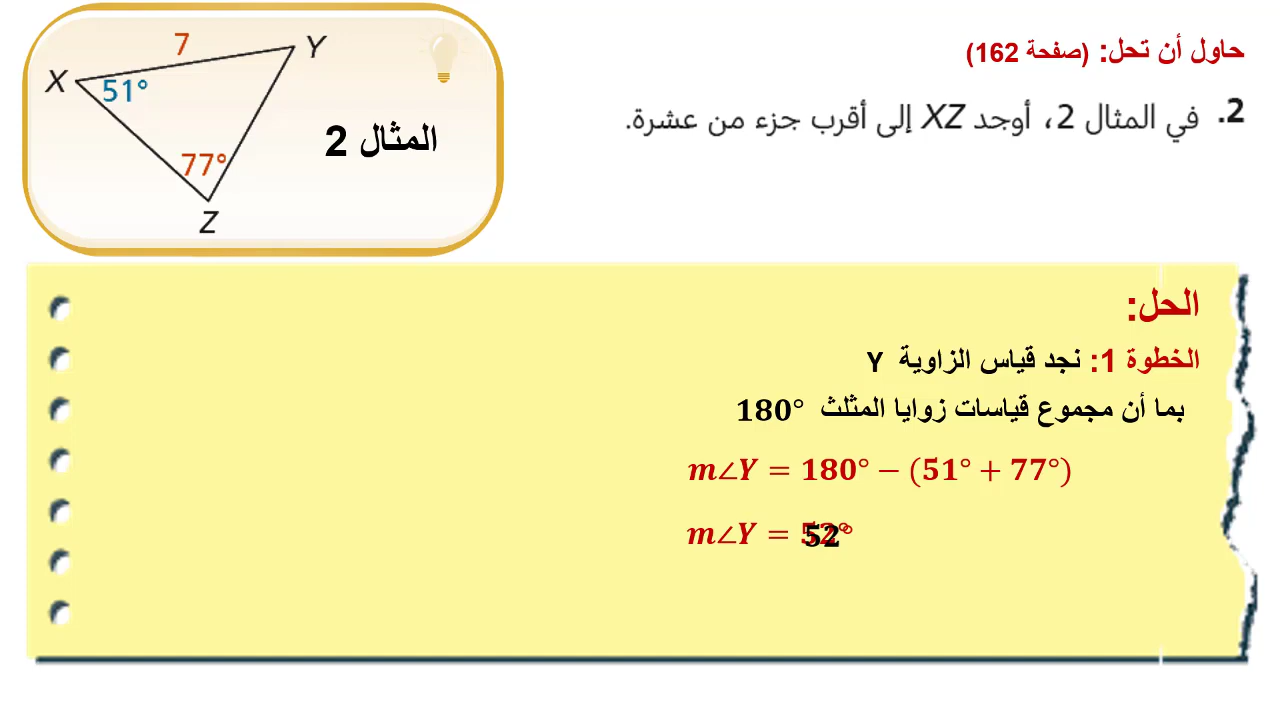 حاول أن تحل: (صفحة 162)
2. في المثال 2، أوجد XZ إلى أقرب جزء من عشرة.
7
Y
X
51°
77°
Z
المثال 2
الحل:
الخطوة 1: نجد قياس الزاوية Y
بما أن مجموع قياسات زوايا المثلث 180°
m∠Y = 180° − (51° + 77°)
m∠Y = 52°
52°